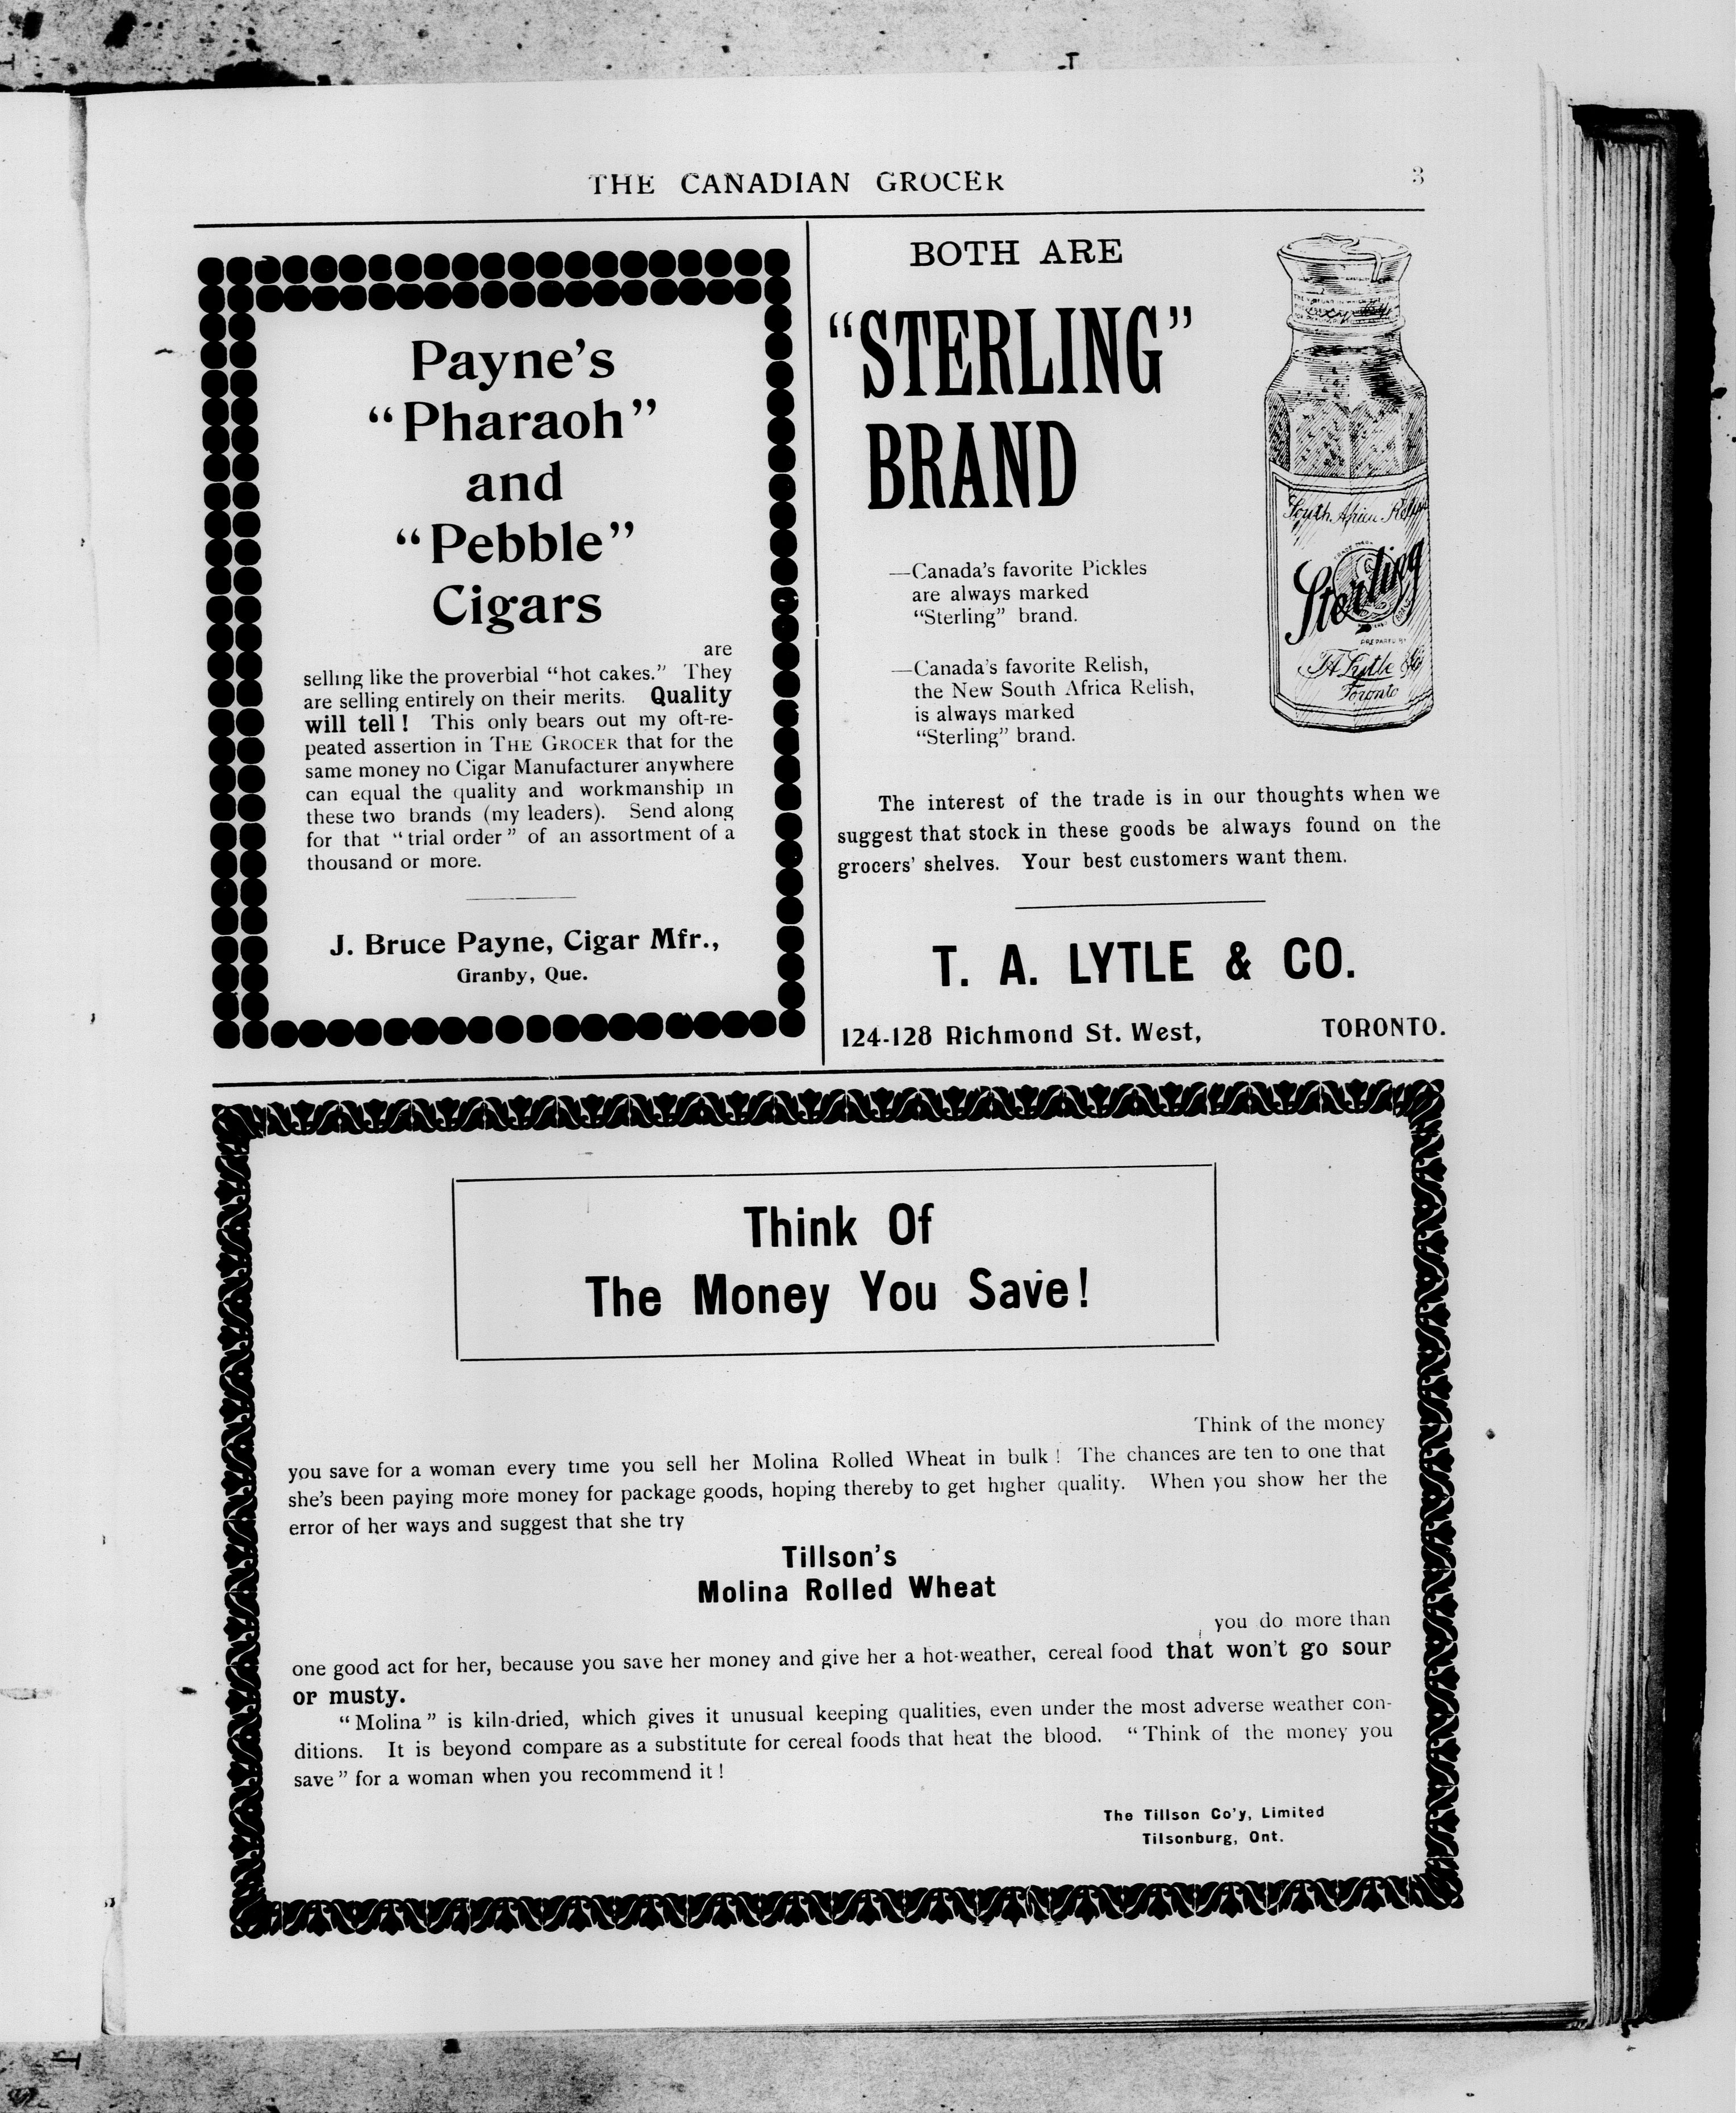 THE CANADIAN GROCER
3
Payne's
“Pharaoh”
and
“Pebble”
Cigars
are
selling like the proverbial “hot cakes.” They
are selling entirely on their merits. Quality
will tell! This only bears out my oft-re-
peated assertion in THE GROCER that for the
same money no Cigar Manufacturer anywhere
can equal the quality and workmanship in
these two brands (my leaders). Send along
for that “trial order” of an assortment of a
thousand or more.
J. Bruce Payne, Cigar Mfr.,
Granby, Que.
BOTH ARE
“STERLING”
BRAND
—Canada's favorite Pickles
are always marked
“Sterling” brand.
—Canada's favorite Relish,
the New South Africa Relish,
is always marked
“Sterling” brand.
South Africa Relish
TRADE MARK
Sterling
PREPARED BY
T.A. Lytle & Co
Toronto
The interest of the trade is in our thoughts when we
suggest that stock in these goods be always found on the
grocers' shelves. Your best customers want them.
T. A. LYTLE & CO.
124-128 Richmond St. West, TORONTO.
Think Of
The Money You Save!
Think of the money
you save for a woman every time you sell her Molina Rolled Wheat in bulk! The chances are ten to one that
she's been paying more money for package goods, hoping thereby to get higher quality. When you show her the
error of her ways and suggest that she try
Tillson's
Molina Rolled Wheat
you do more than
one good act for her, because you save her money and give her a hot-weather, cereal food that won't go sour
or musty.
“Molina” is kiln-dried, which gives it unusual keeping qualities, even under the most adverse weather con-
ditions. It is beyond compare as a substitute for cereal foods that heat the blood. “Think of the money you
save” for a woman when you recommend it!
The Tillson Co'y, Limited
Tilsonburg, Ont.